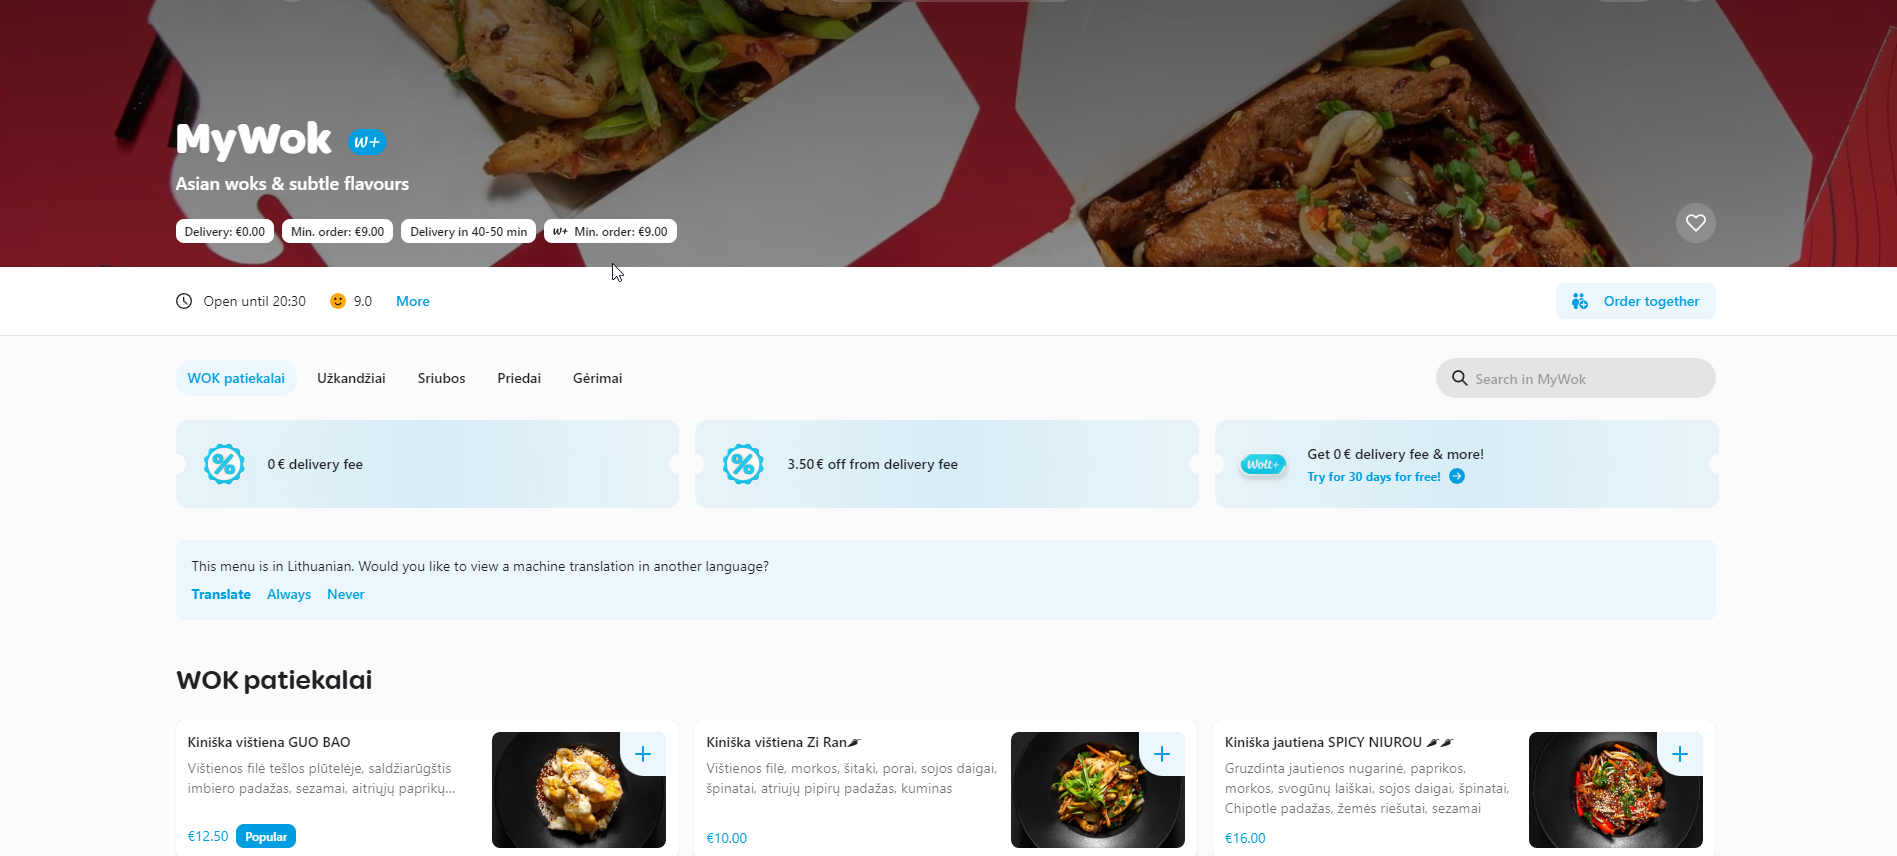 MyWok W+
Asian woks & subtle flavours
Delivery: €0.00 Min. order: €9.00 Delivery in 40-50 min W+ Min. order: €9.00
Open until 20:30 9.0 More Order together
WOK patiekalai Užkandžiai Sriubos Priedai Gėrimai Search in MyWok
0 € delivery fee
3.50 € off from delivery fee
Wolt+
Get 0 € delivery fee & more!
Try for 30 days for free!
This menu is in Lithuanian. Would you like to view a machine translation in another language?
Translate Always Never
WOK patiekalai
Kiniška vištiena GUO BAO
Vištienos filė tešlos plūtelėje, saldžiarūgštis
imbiero padažas, sezamai, aitriųjų paprikų...
€12.50 Popular
Kiniška vištiena Zi Ran🌶
Vištienos filė, morkos, šitaki, porai, sojos daigai,
špinatai, atriujų pipirų padažas, kuminas
€10.00
Kiniška jautiena SPICY NIUROU 🌶🌶
Gruzdinta jautienos nugarinė, paprikos,
morkos, svogūnų laiškai, sojos daigai, špinatai,
Chipotle padažas, žemės riešutai, sezamai
€16.00